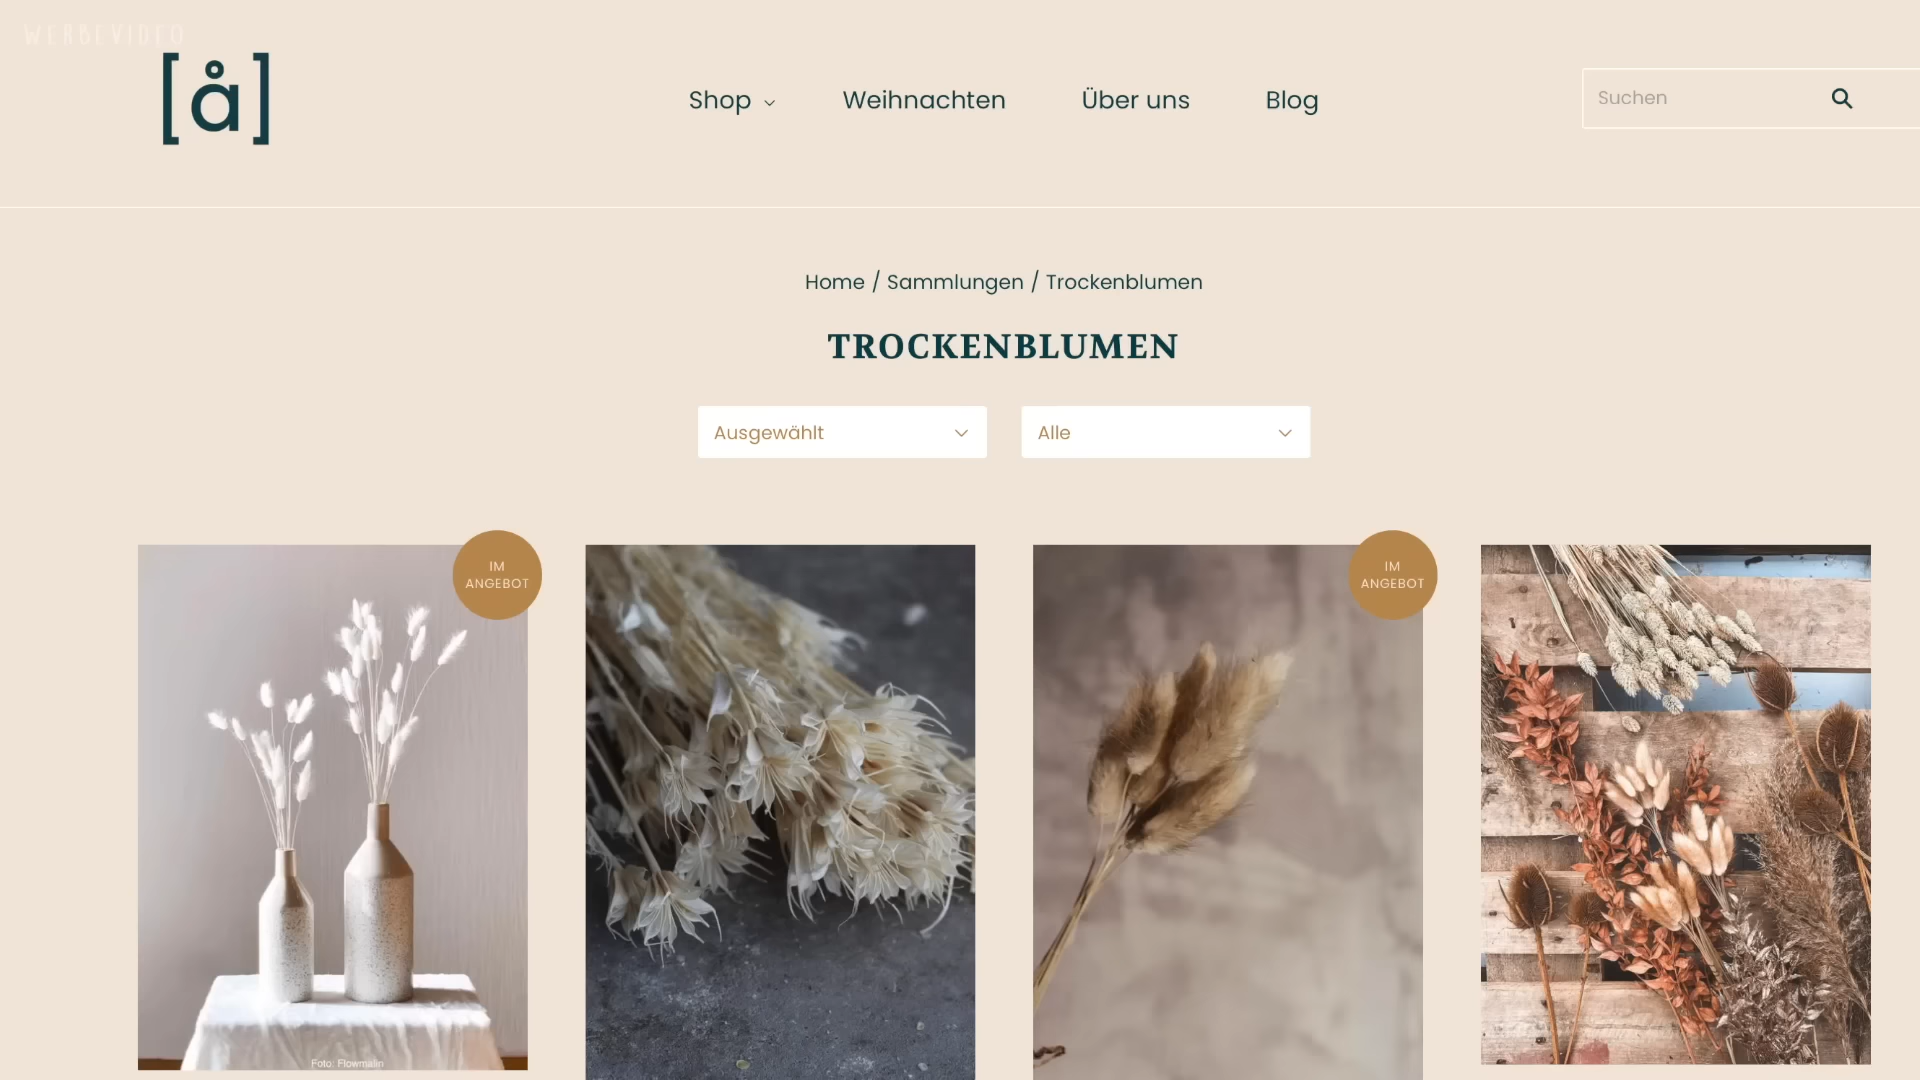 WERBEVIDEO
[å]
Shop
Weihnachten
Über uns
Blog
Suchen
Home / Sammlungen / Trockenblumen
TROCKENBLUMEN
Ausgewählt
Alle
IM
ANGEBOT
IM
ANGEBOT
Foto: Flowmalin